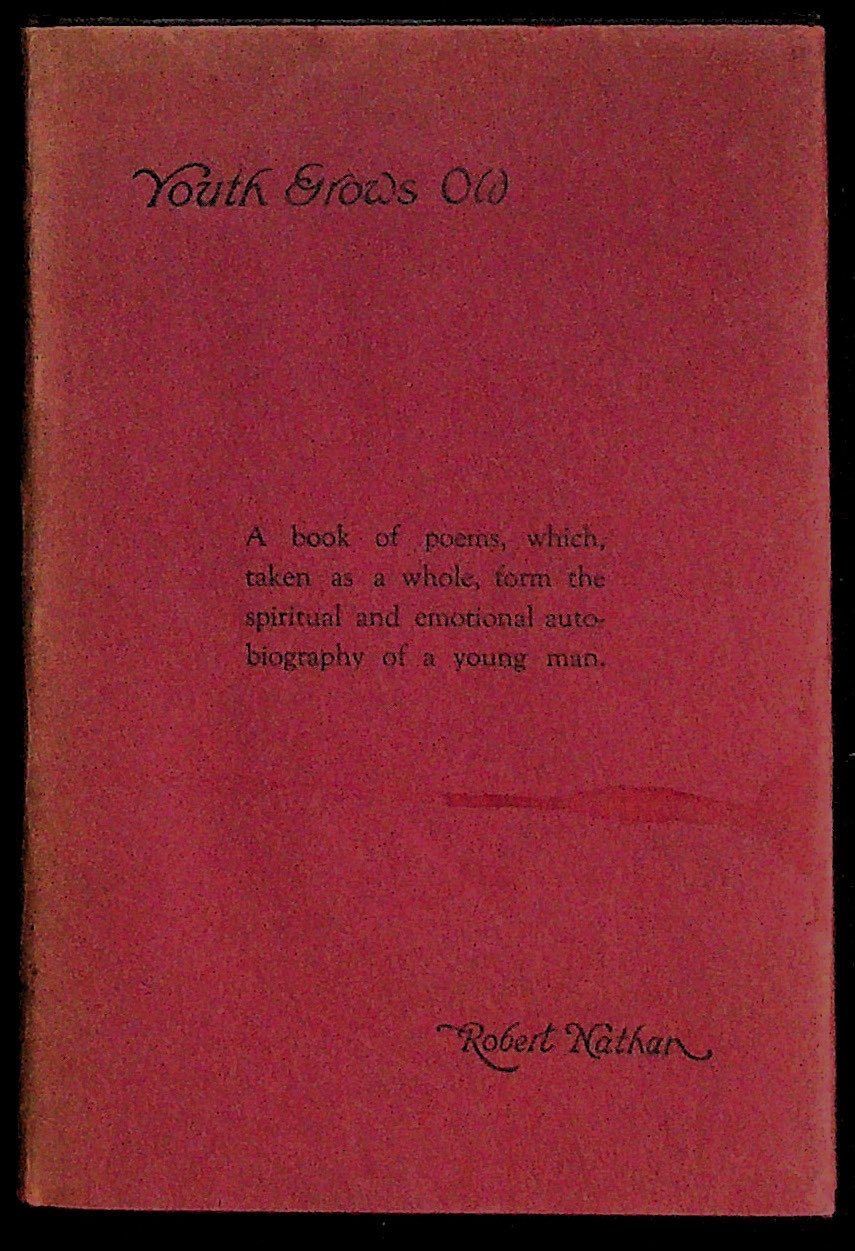 Youth Grows Old
A book of poems, which,
taken as a whole, form the
spiritual and emotional auto-
biography of a young man.
Robert Nathan